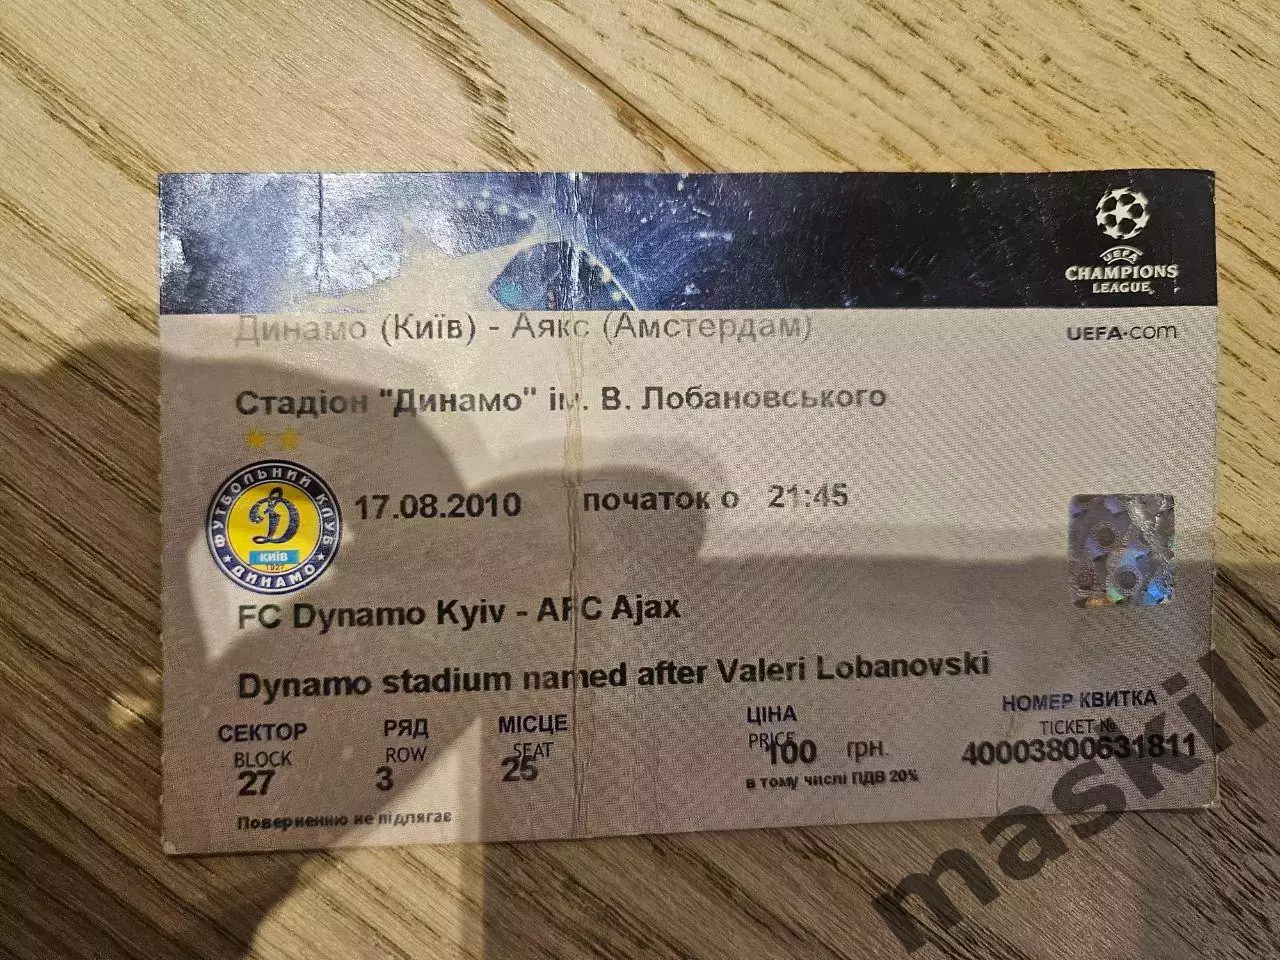 UEFA
CHAMPIONS
LEAGUE
UEFA.com
Динамо (Київ) - Аякс (Амстердам)
Стадіон "Динамо" ім. В. Лобановського
ФУТБОЛЬНИЙ КЛУБ
Д
КИЇВ
1927
ДИНАМО
17.08.2010 початок о 21:45
FC Dynamo Kyiv - AFC Ajax
Dynamo stadium named after Valeri Lobanovski
СЕКТОР РЯД МІСЦЕ ЦІНА НОМЕР КВИТКА
BLOCK ROW SEAT PRICE TICKET №
27 3 25 100 грн. 40003800631811
в тому числі ПДВ 20%
Поверненню не підлягає
maskil